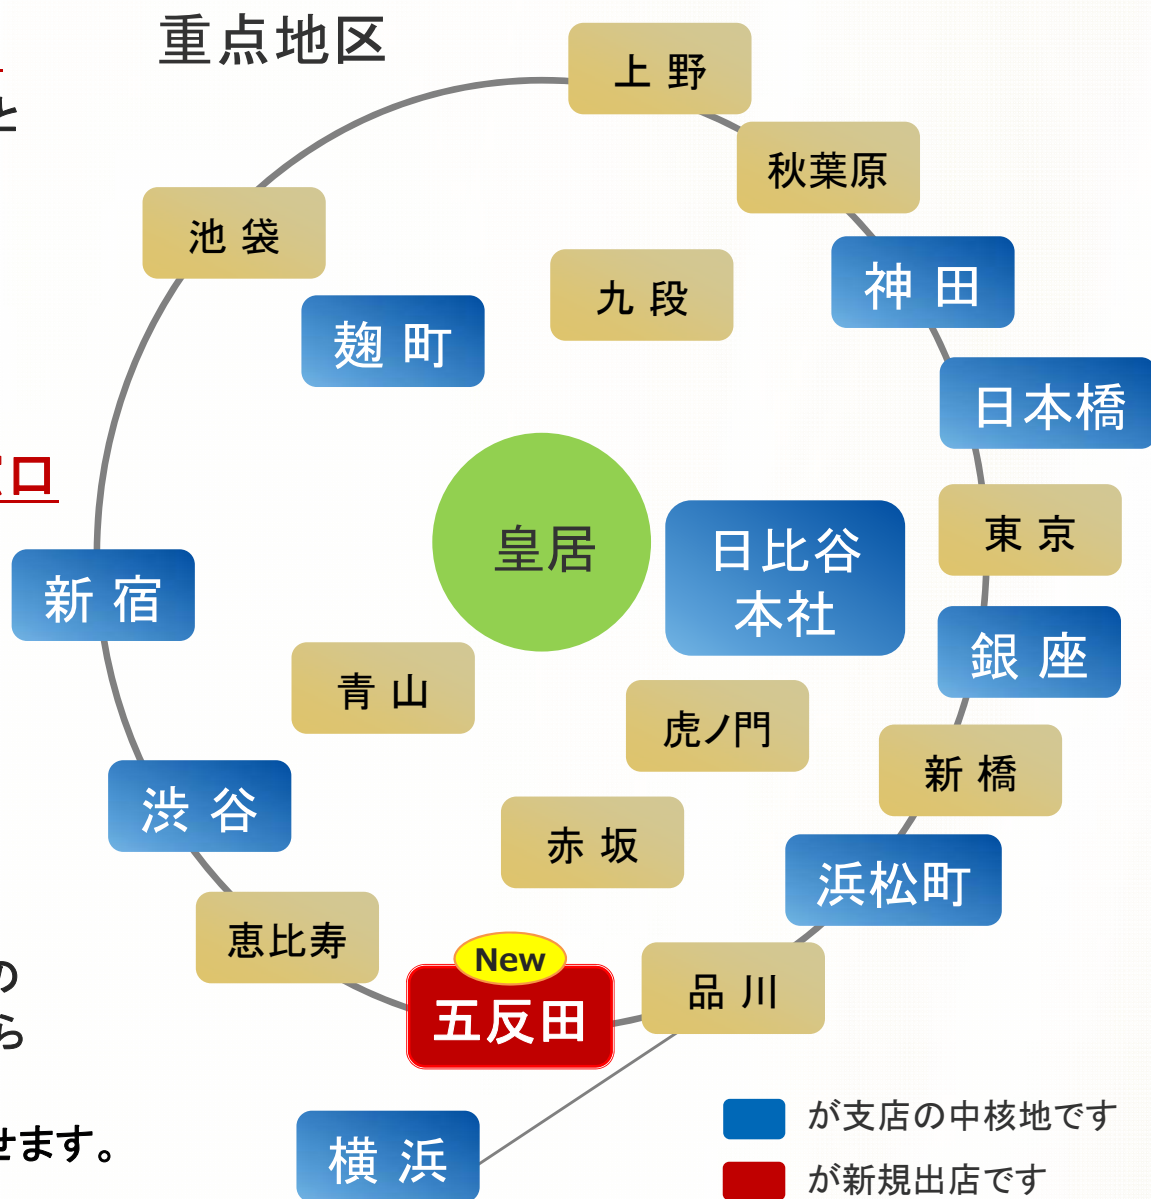 重点地区
と
上 野
秋葉原
池 袋
九 段
神 田
麹 町
日本橋
口
皇居
日比谷
本社
東 京
新 宿
銀 座
青 山
虎ノ門
新 橋
渋 谷
赤 坂
浜松町
恵比寿
New
五反田
品 川
の
ら
せます。
横 浜
が支店の中核地です
が新規出店です